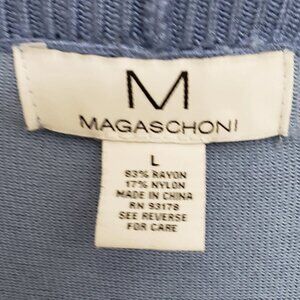 M
MAGASCHONI
L
83% RAYON
17% NYLON
MADE IN CHINA
RN 93178
SEE REVERSE
FOR CARE